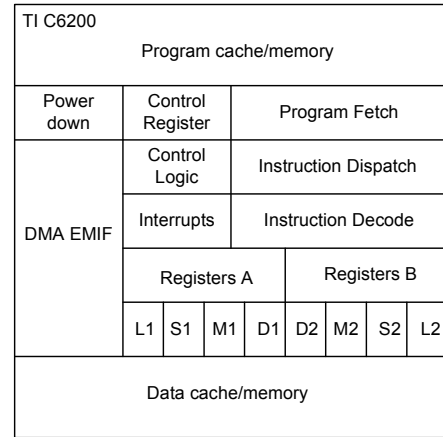 TI C6200
Program cache/memory
Power
down
Control
Register
Program Fetch
DMA EMIF
Control
Logic
Instruction Dispatch
Interrupts
Instruction Decode
Registers A
Registers B
L1
S1
M1
D1
D2
M2
S2
L2
Data cache/memory